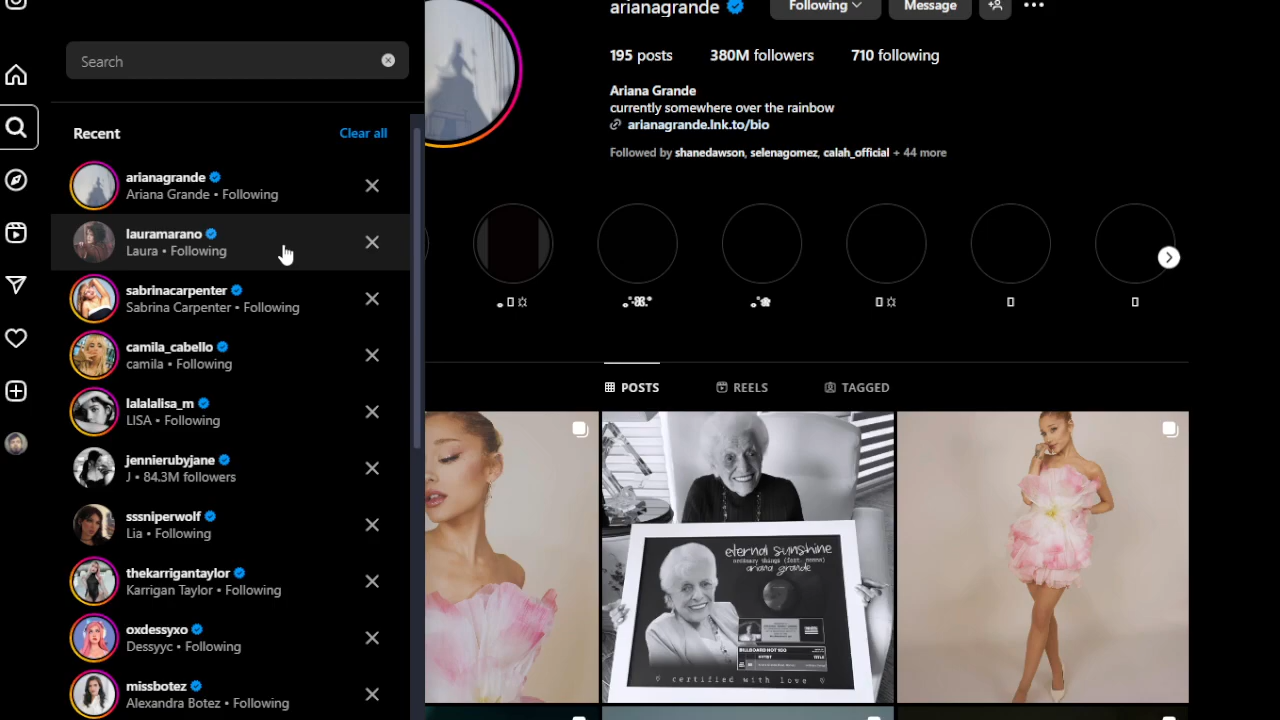 Search
Recent
Clear all
arianagrande
Ariana Grande • Following
lauramarano
Laura • Following
sabrinacarpenter
Sabrina Carpenter • Following
camila_cabello
camila • Following
lalalalisa_m
LISA • Following
jennierubyjane
J • 84.3M followers
sssniperwolf
Lia • Following
thekarrigantaylor
Karrigan Taylor • Following
oxdessyxo
Dessyyc • Following
missbotez
Alexandra Botez • Following
arianagrande
Following
Message
195 posts
380M followers
710 following
Ariana Grande
currently somewhere over the rainbow
arianagrande.lnk.to/bio
Followed by shanedawson, selenagomez, calah_official + 44 more
POSTS
REELS
TAGGED
eternal sunshine
ariana grande
BILLBOARD HOT 100
certified with love